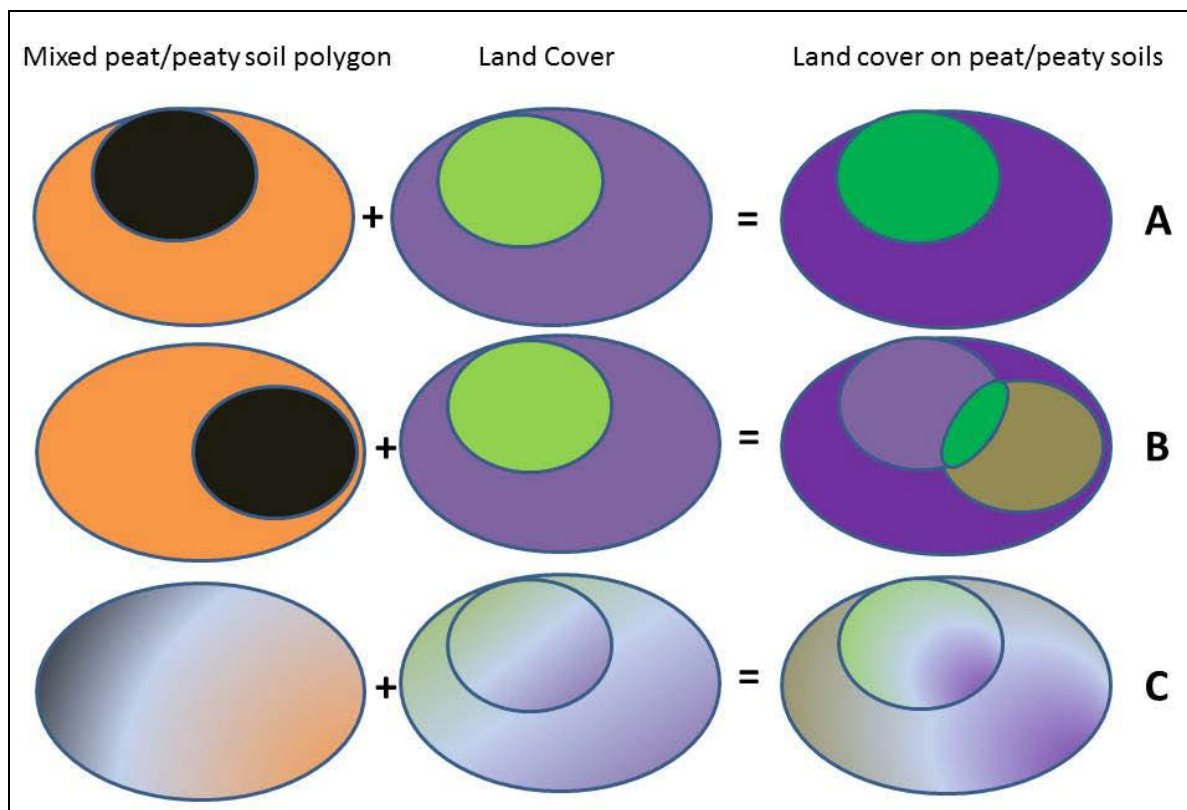 Mixed peat/peaty soil polygon
Land Cover
Land cover on peat/peaty soils
+ = A
+ = B
+ = C